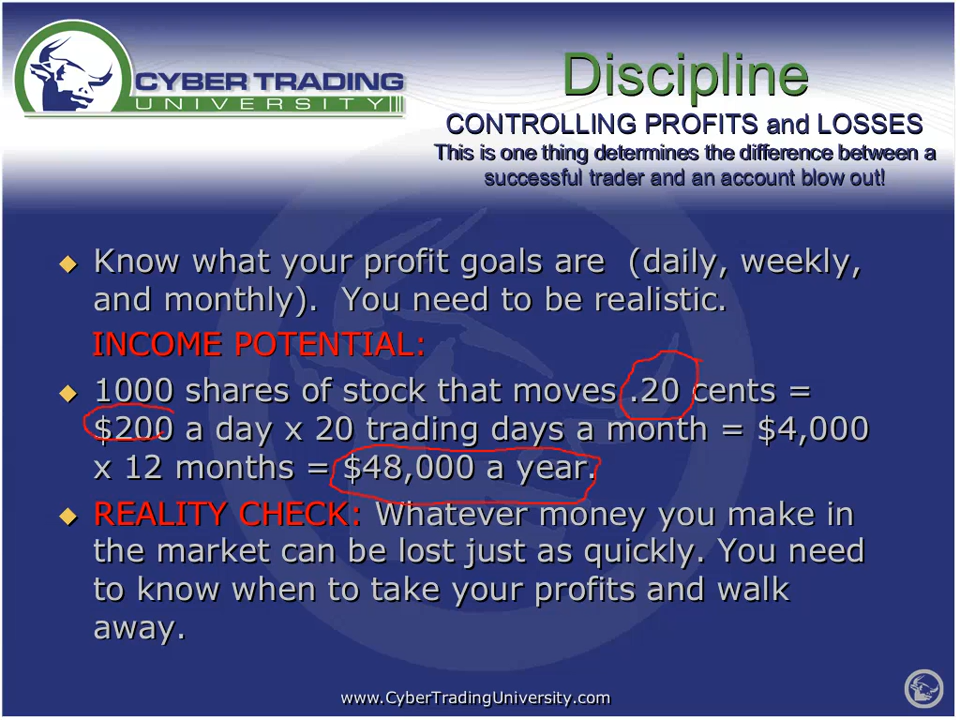 CYBER TRADING
UNIVERSITY
Discipline
CONTROLLING PROFITS and LOSSES
This is one thing determines the difference between a
successful trader and an account blow out!
Know what your profit goals are (daily, weekly,
and monthly). You need to be realistic.
INCOME POTENTIAL:
1000 shares of stock that moves .20 cents =
$200 a day x 20 trading days a month = $4,000
x 12 months = $48,000 a year.
REALITY CHECK: Whatever money you make in
the market can be lost just as quickly. You need
to know when to take your profits and walk
away.
www.CyberTradingUniversity.com